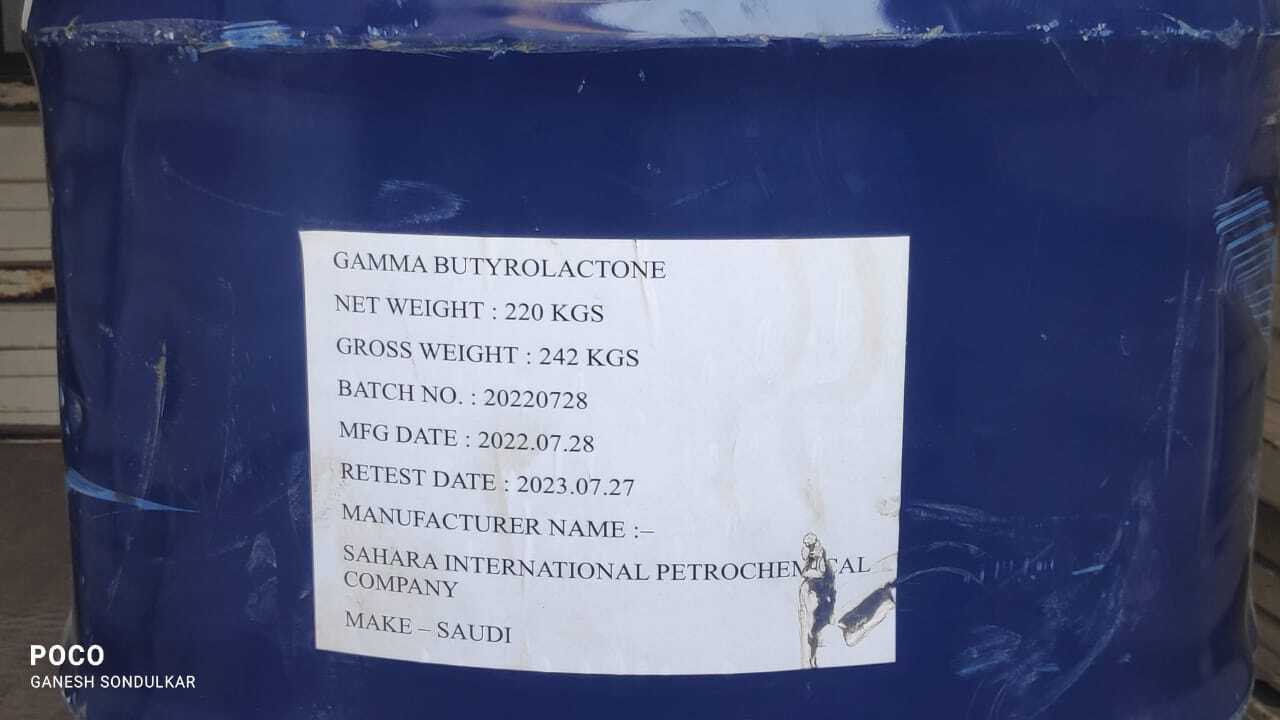 GAMMA BUTYROLACTONE
NET WEIGHT : 220 KGS
GROSS WEIGHT : 242 KGS
BATCH NO. : 20220728
MFG DATE : 2022.07.28
RETEST DATE : 2023.07.27
MANUFACTURER NAME :–
SAHARA INTERNATIONAL PETROCHEMICAL
COMPANY
MAKE – SAUDI
POCO
GANESH SONDULKAR